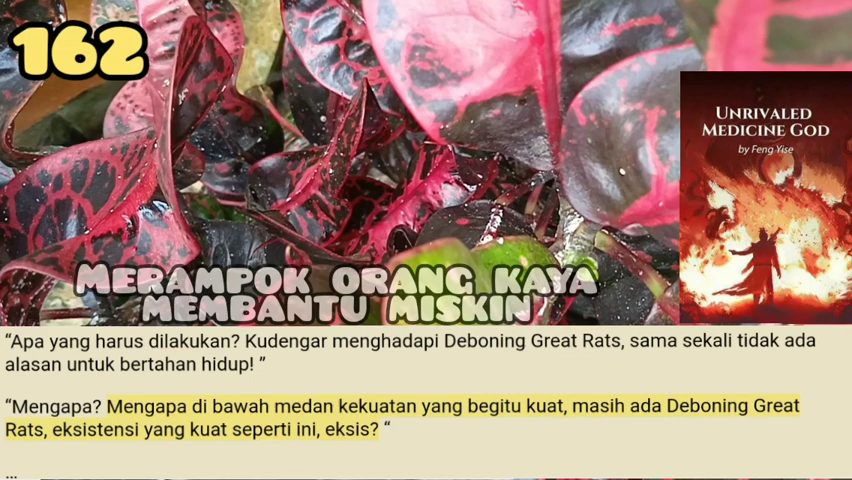 162
UNRIVALED
MEDICINE GOD
by Feng Yise
MERAMPOK ORANG KAYA
MEMBANTU MISKIN
“Apa yang harus dilakukan? Kudengar menghadapi Deboning Great Rats, sama sekali tidak ada
alasan untuk bertahan hidup! ”
“Mengapa? Mengapa di bawah medan kekuatan yang begitu kuat, masih ada Deboning Great
Rats, eksistensi yang kuat seperti ini, eksis? “
...